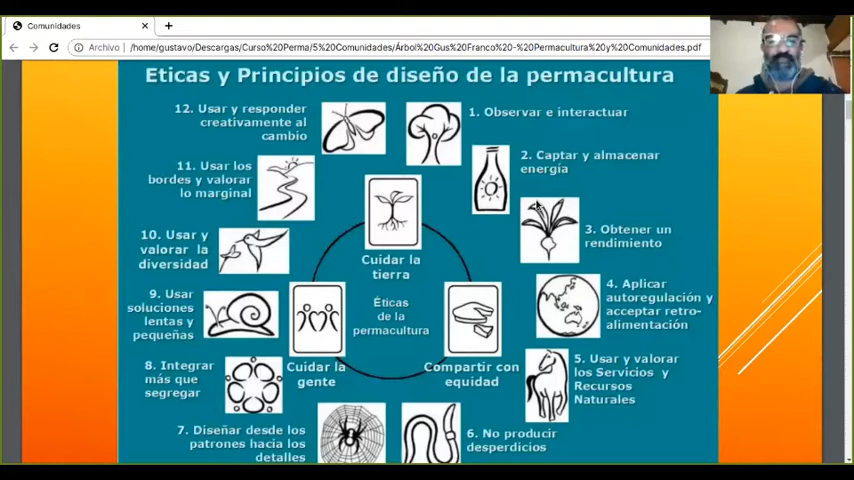 Comunidades
Archivo
/home/gustavo/Descargas/Curso%20Perma/5%20Comunidades/Árbol%20Gus%20Franco%20-%20Permacultura%20y%20Comunidades.pdf
Eticas y Principios de diseño de la permacultura
12. Usar y responder
creativamente al
cambio
1. Observar e interactuar
2. Captar y almacenar
energía
11. Usar los
bordes y valorar
lo marginal
3. Obtener un
rendimiento
10. Usar y
valorar la
diversidad
Cuidar la
tierra
4. Aplicar
autoregulación y
acceptar retro-
alimentación
9. Usar
soluciones
lentas y
pequeñas
Éticas
de la
permacultura
8. Integrar
más que
segregar
Cuidar la
gente
Compartir con
equidad
5. Usar y valorar
los Servicios y
Recursos
Naturales
7. Diseñar desde los
patrones hacia los
detalles
6. No producir
desperdicios